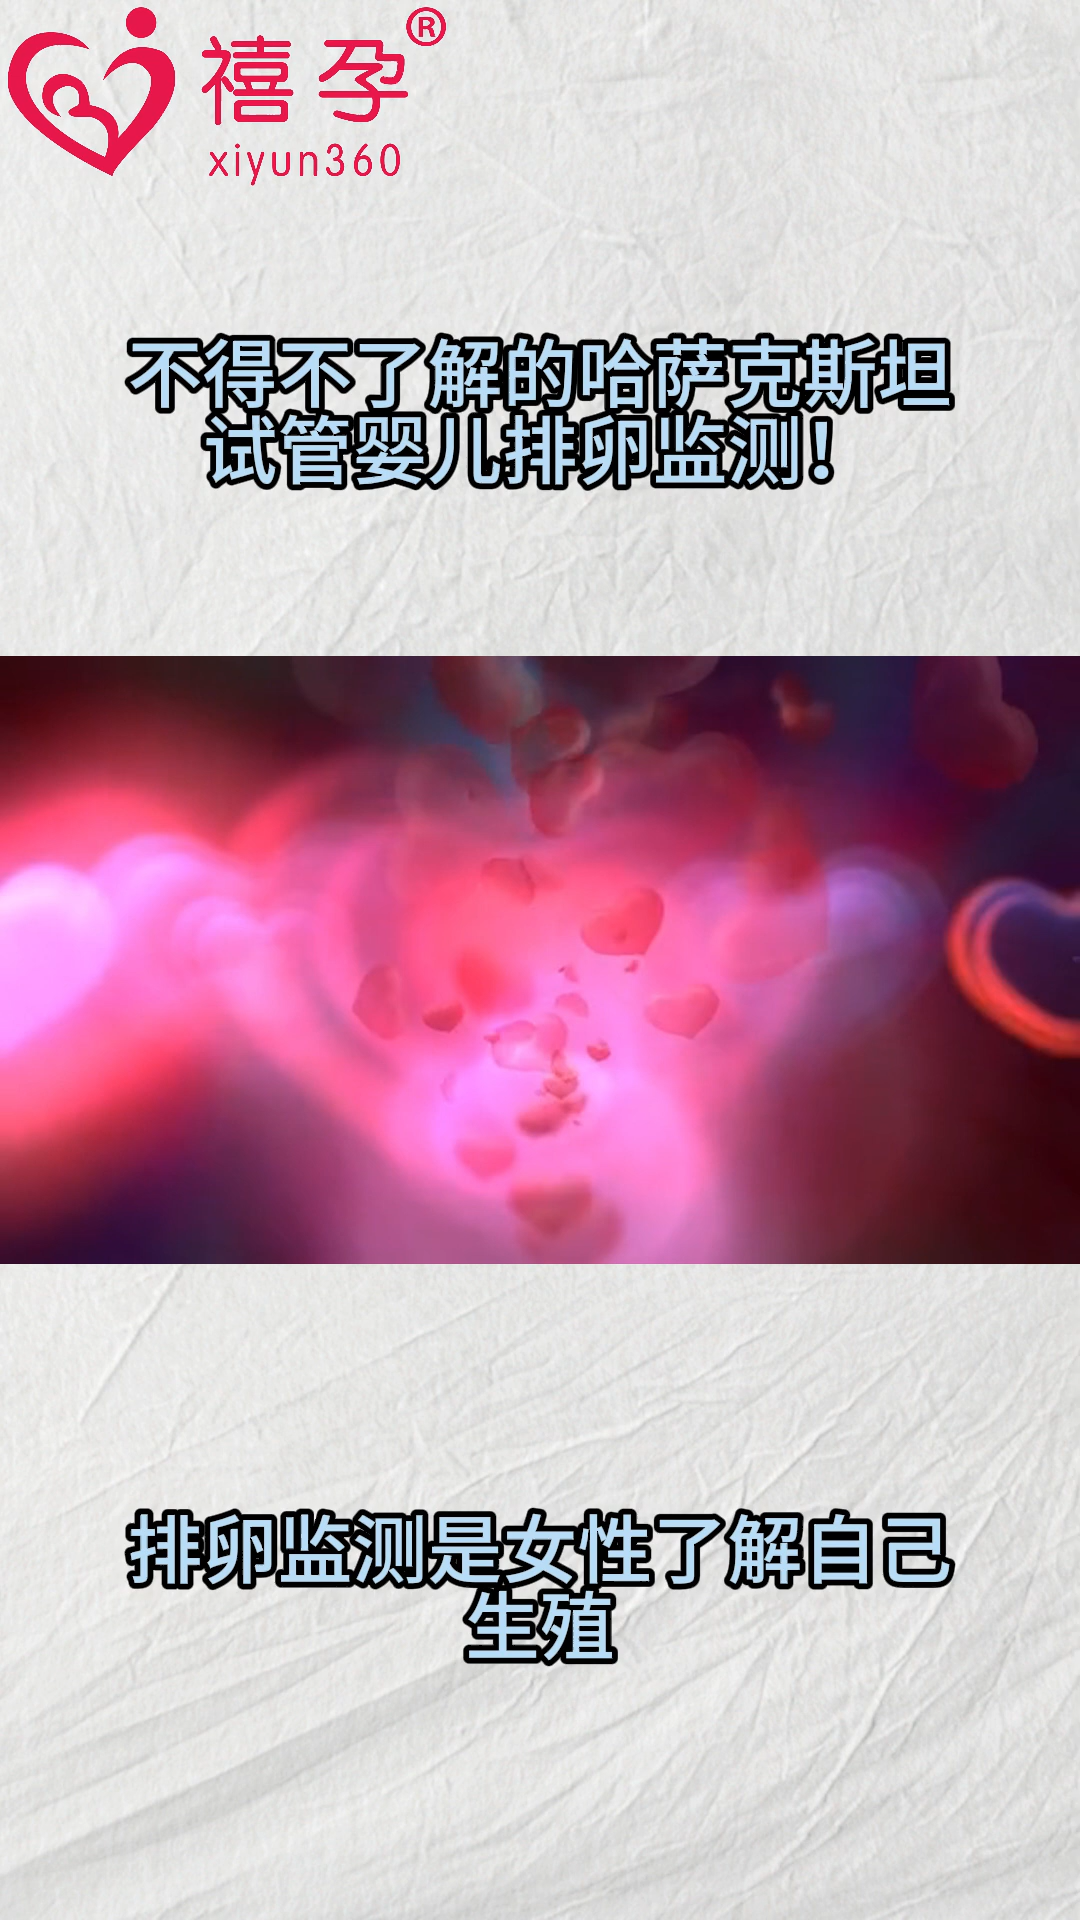 禧孕®
xiyun360
不得不了解的哈萨克斯坦
试管婴儿排卵监测！
排卵监测是女性了解自己
生殖